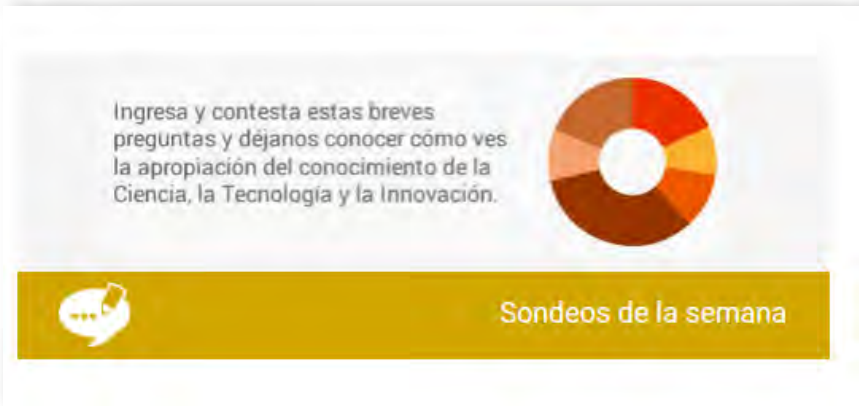 Ingresa y contesta estas breves
preguntas y déjanos conocer cómo ves
la apropiación del conocimiento de la
Ciencia, la Tecnología y la Innovación.
Sondeos de la semana